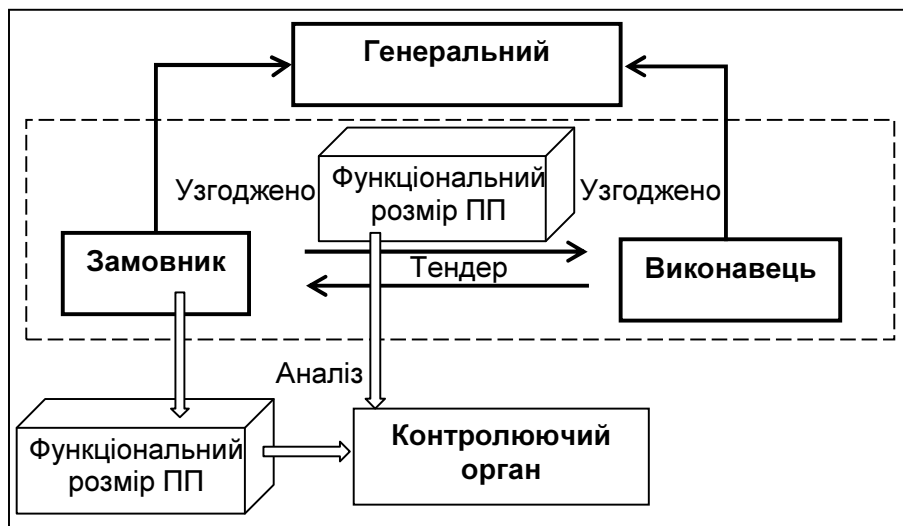 Генеральний
Узгоджено
Функціональний
розмір ПП
Узгоджено
Замовник
Тендер
Виконавець
Аналіз
Функціональний
розмір ПП
Контролюючий
орган